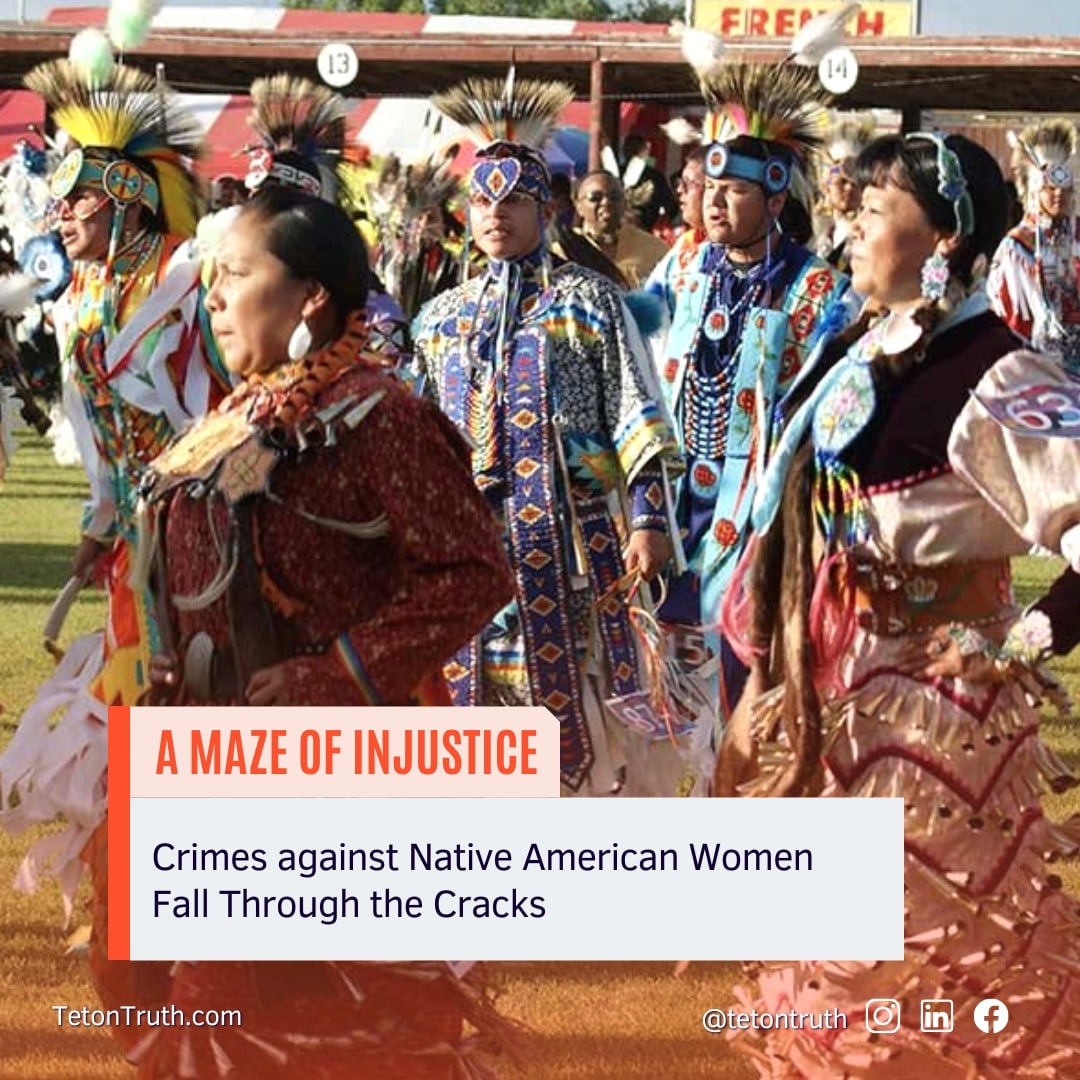 FRENCH
13
14
63
87
A MAZE OF INJUSTICE
Crimes against Native American Women
Fall Through the Cracks
TetonTruth.com
@tetontruth